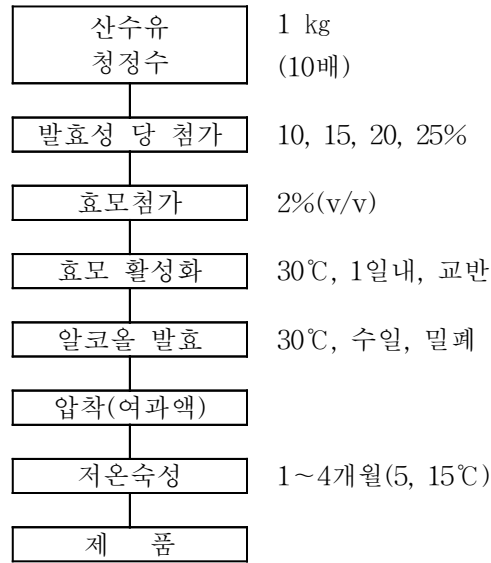 산수유 1 kg
청정수 (10배)
발효성 당 첨가 10, 15, 20, 25%
효모첨가 2%(v/v)
효모 활성화 30℃, 1일내, 교반
알코올 발효 30℃, 수일, 밀폐
압착(여과액)
저온숙성 1~4개월(5, 15℃)
제 품